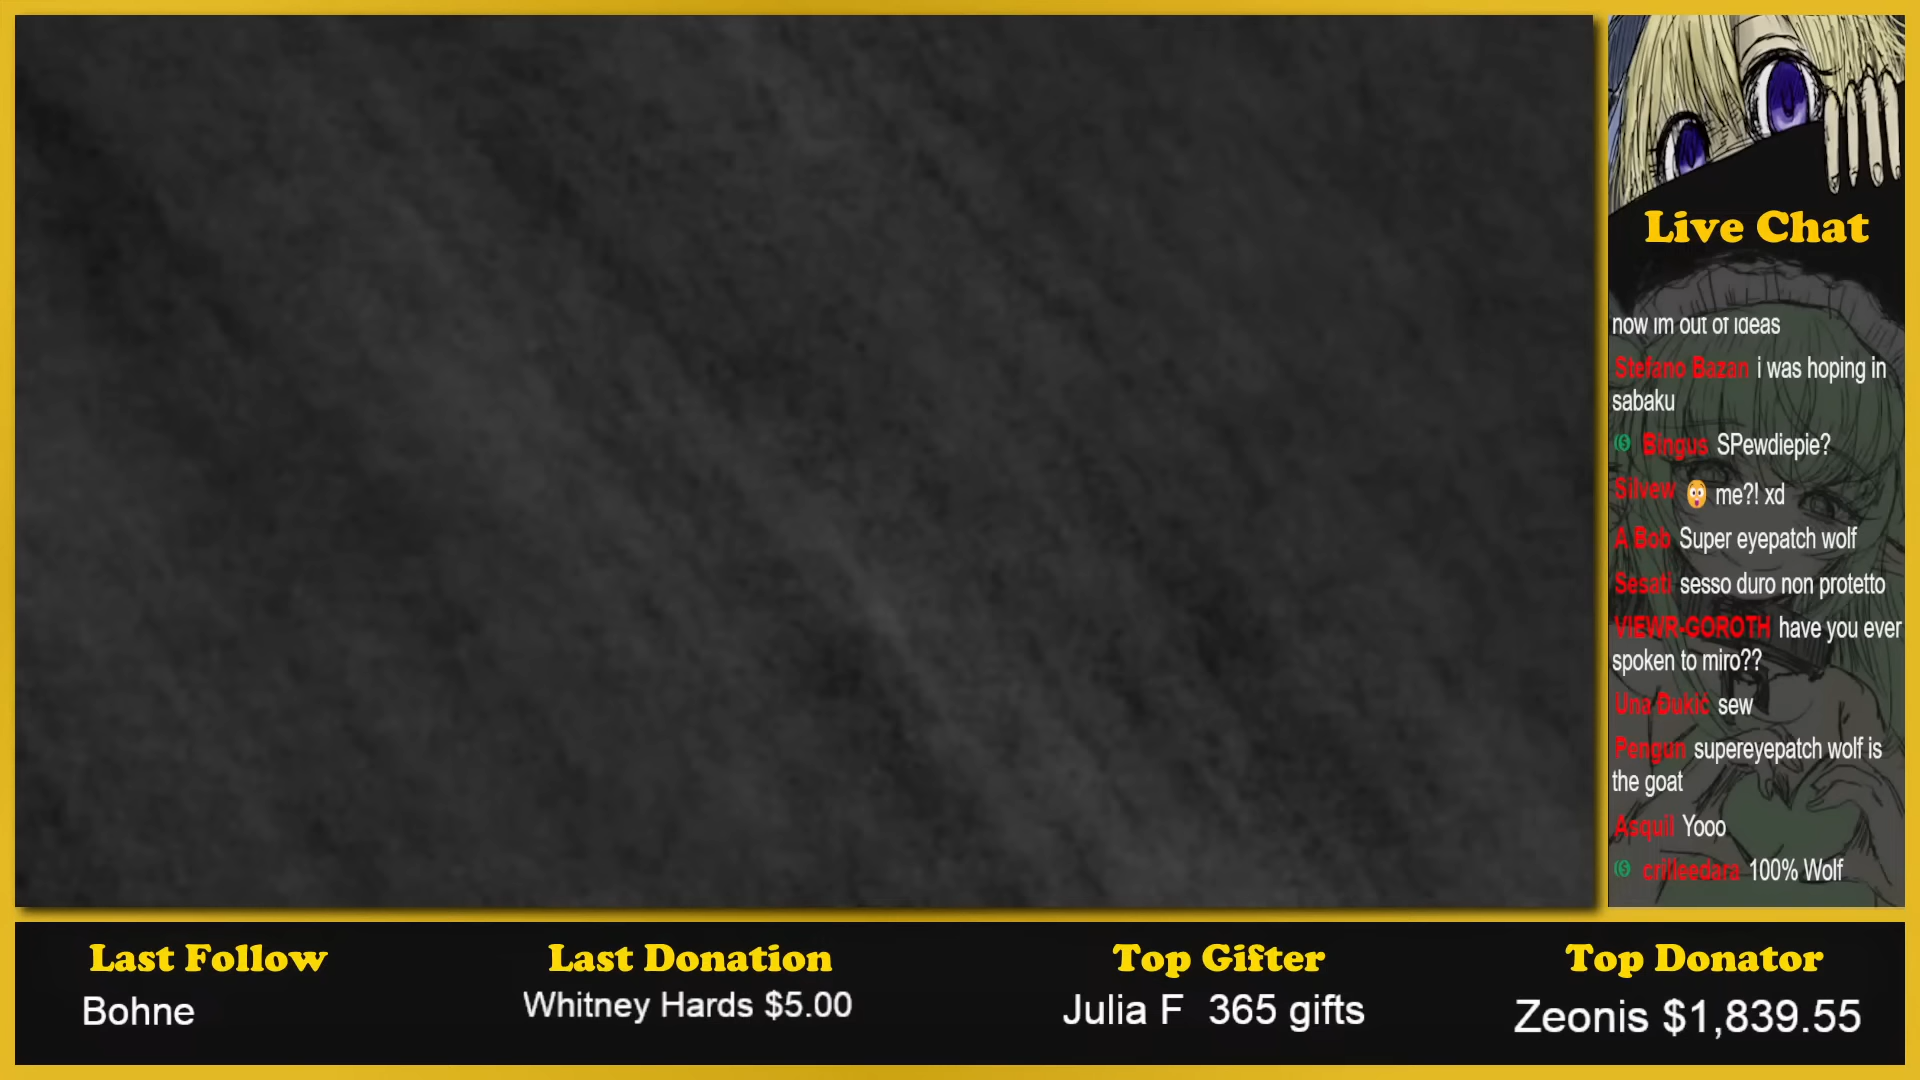 Live Chat
now im out of ideas
Stefano Bazan i was hoping in
sabaku
Bingus SPewdiepie?
Silvew me?! xd
A Bob Super eyepatch wolf
Sesati sesso duro non protetto
VIEWR-GOROTH have you ever
spoken to miro??
Una Đukić sew
Pengun supereyepatch wolf is
the goat
Asquil Yooo
crilleedara 100% Wolf
Last Follow
Bohne
Last Donation
Whitney Hards $5.00
Top Gifter
Julia F 365 gifts
Top Donator
Zeonis $1,839.55